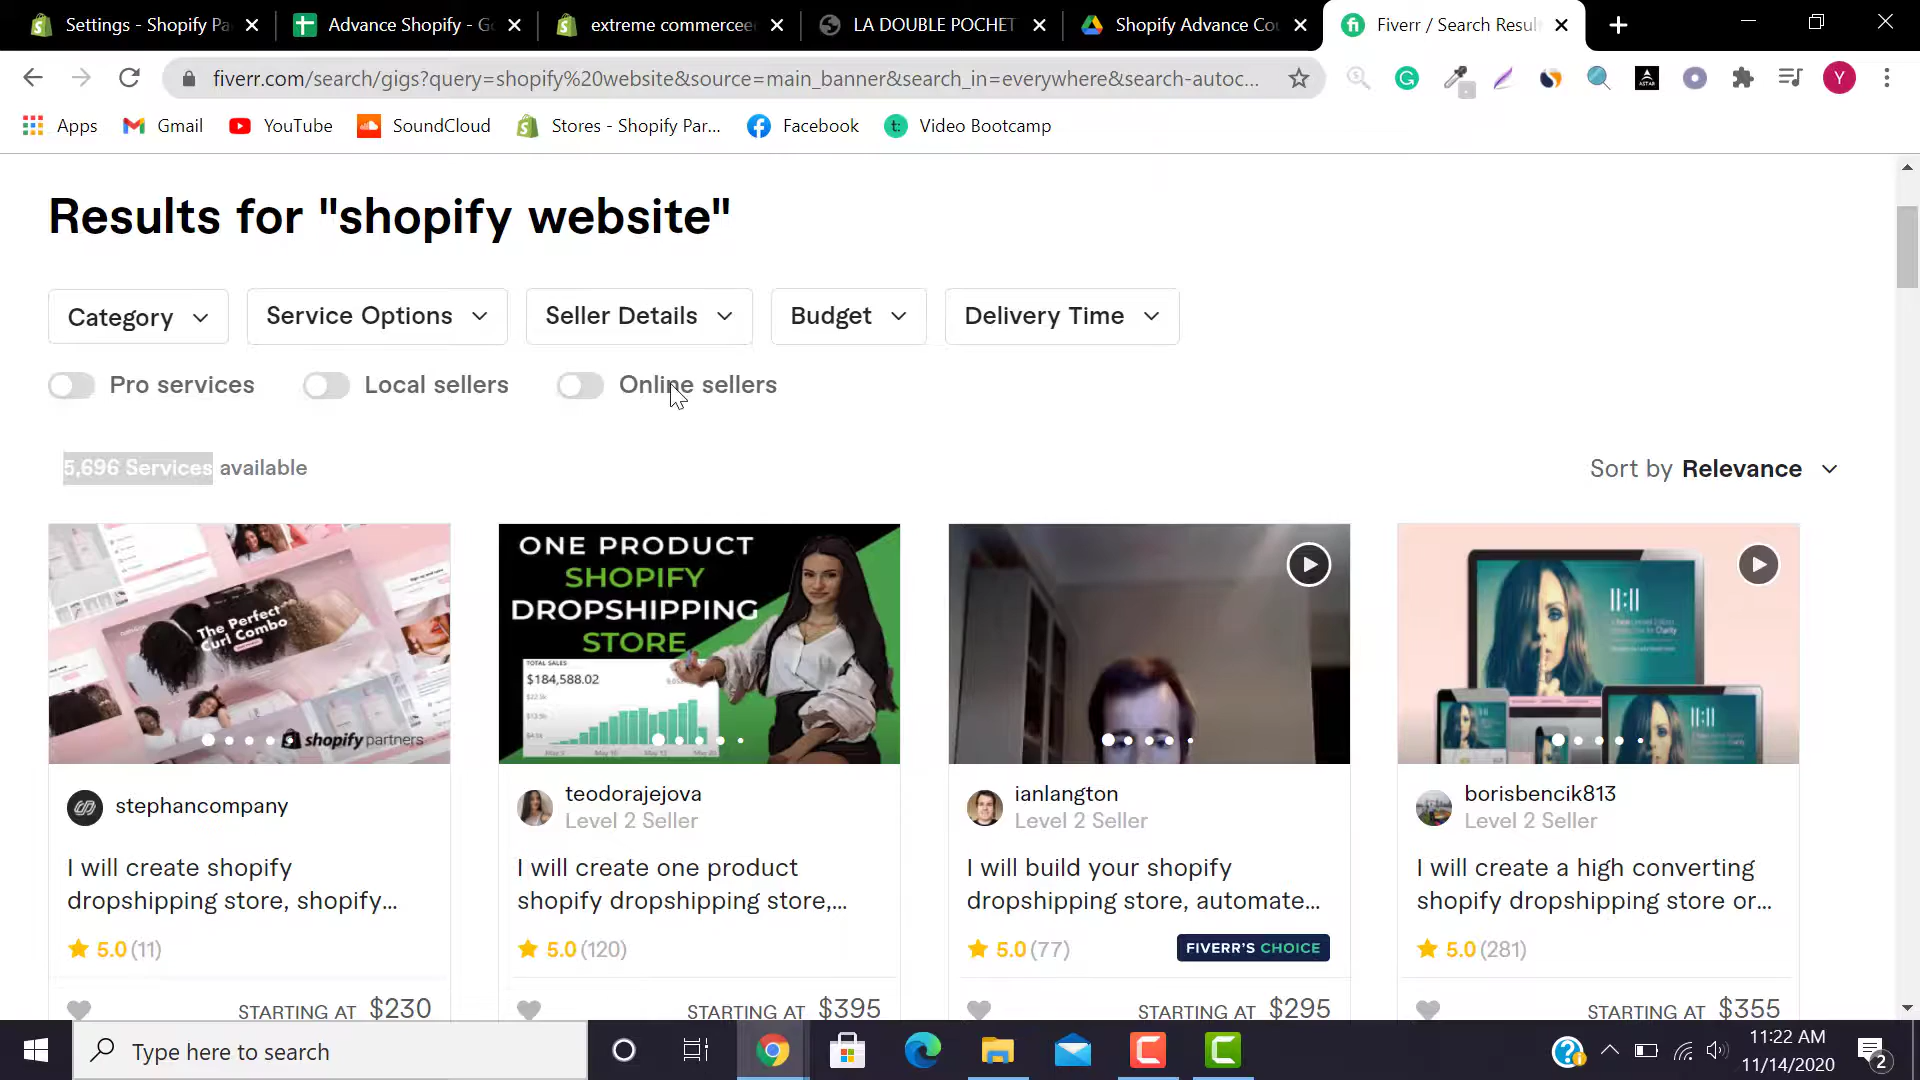 Settings - Shopify Pa
Advance Shopify - Go
extreme commercee
LA DOUBLE POCHET
Shopify Advance Cou
Fiverr / Search Result
fiverr.com/search/gigs?query=shopify%20website&source=main_banner&search_in=everywhere&search-autoc...
Y
Apps
Gmail
YouTube
SoundCloud
Stores - Shopify Par...
Facebook
Video Bootcamp
Results for "shopify website"
Category
Service Options
Seller Details
Budget
Delivery Time
Pro services
Local sellers
Online sellers
5,696 Services available
Sort by Relevance
The Perfect
Curl Combo
shopify partners
ONE PRODUCT
SHOPIFY
DROPSHIPPING
STORE
TOTAL SALES
$184,588.02
11:11
stephancompany
teodorajejova
Level 2 Seller
ianlangton
Level 2 Seller
borisbencik813
Level 2 Seller
I will create shopify
dropshipping store, shopify...
I will create one product
shopify dropshipping store,...
I will build your shopify
dropshipping store, automate...
I will create a high converting
shopify dropshipping store or...
5.0 (11)
5.0 (120)
5.0 (77)
FIVERR'S CHOICE
5.0 (281)
STARTING AT $230
STARTING AT $395
STARTING AT $295
STARTING AT $355
Type here to search
11:22 AM
11/14/2020
2